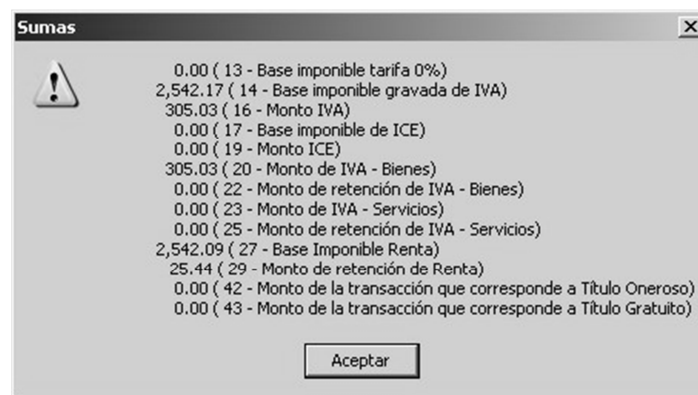 Sumas
0.00 ( 13 - Base imponible tarifa 0%)
2,542.17 ( 14 - Base imponible gravada de IVA)
305.03 ( 16 - Monto IVA)
0.00 ( 17 - Base imponible de ICE)
0.00 ( 19 - Monto ICE)
305.03 ( 20 - Monto de IVA - Bienes)
0.00 ( 22 - Monto de retención de IVA - Bienes)
0.00 ( 23 - Monto de IVA - Servicios)
0.00 ( 25 - Monto de retención de IVA - Servicios)
2,542.09 ( 27 - Base Imponible Renta)
25.44 ( 29 - Monto de retención de Renta)
0.00 ( 42 - Monto de la transacción que corresponde a Título Oneroso)
0.00 ( 43 - Monto de la transacción que corresponde a Título Gratuito)
Aceptar